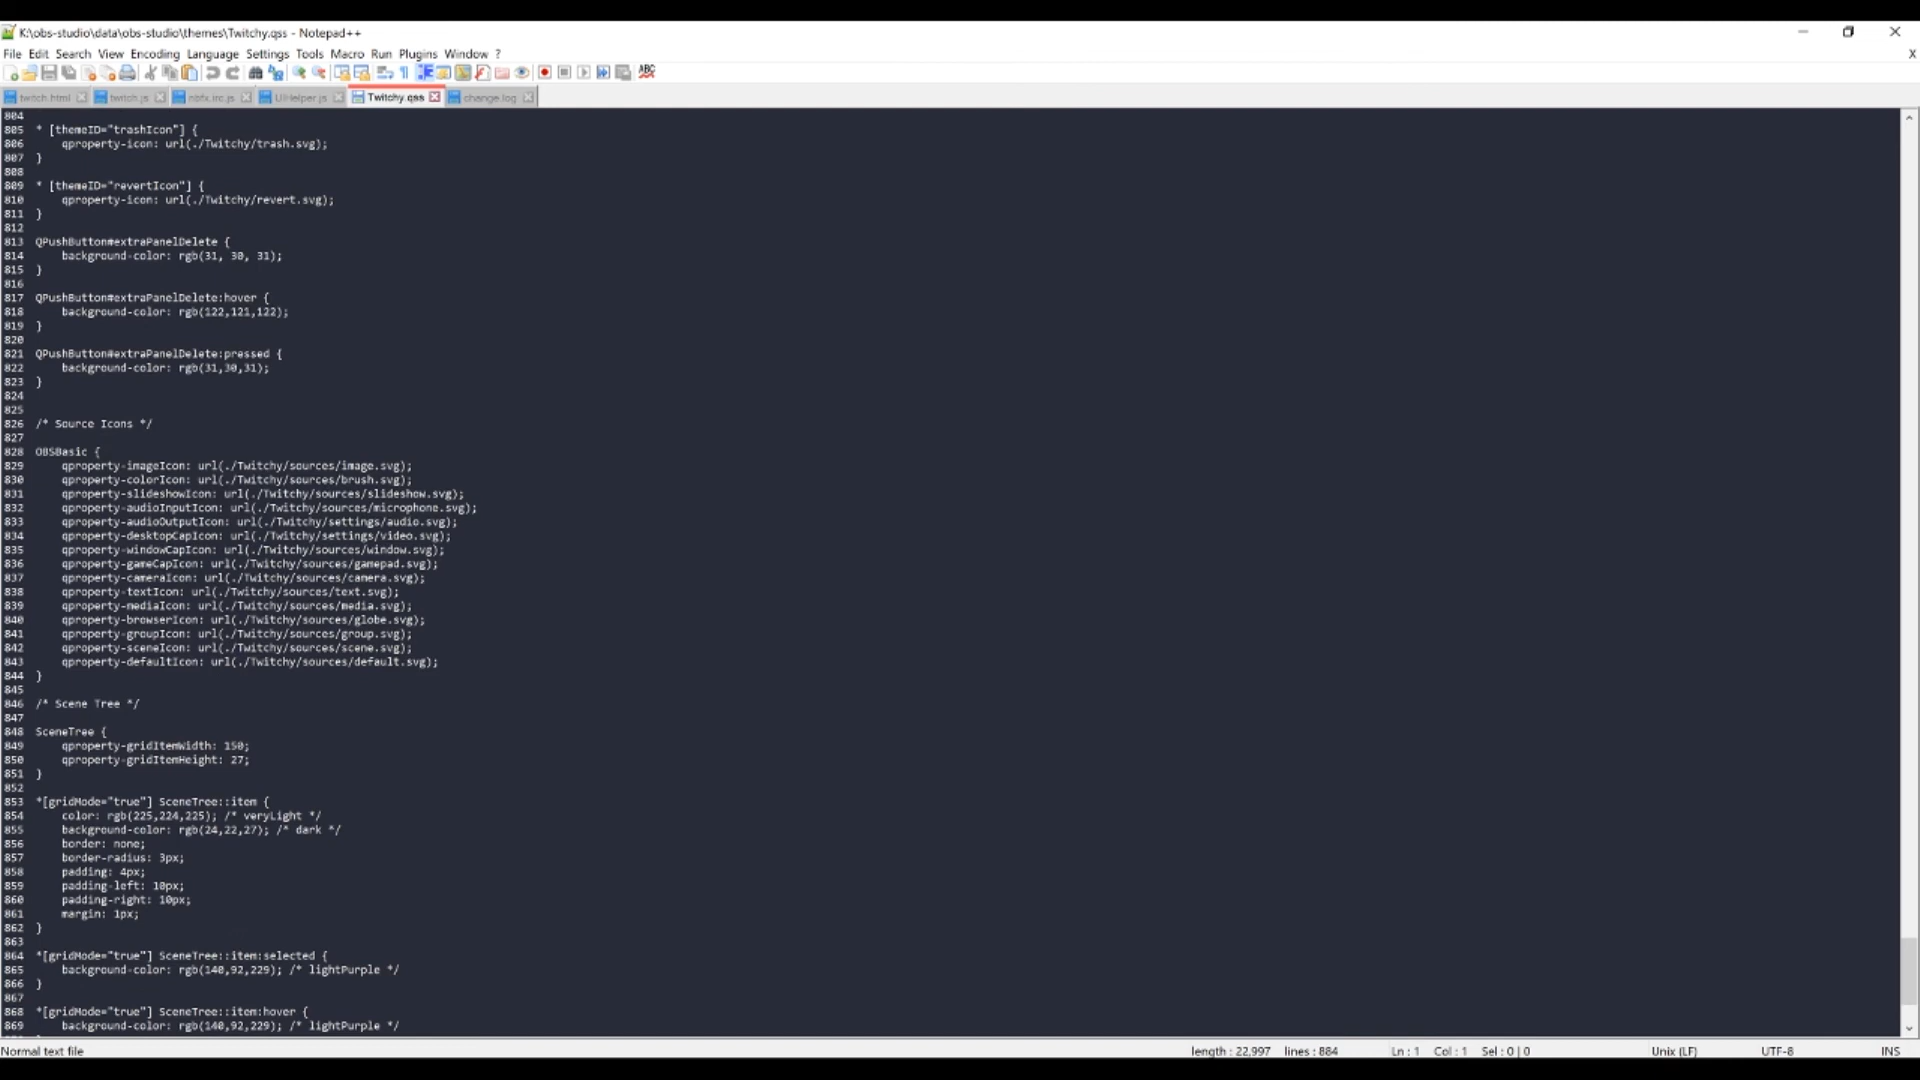 K:\obs-studio\data\obs-studio\themes\Twitchy.qss - Notepad++
File Edit Search View Encoding Language Settings Tools Macro Run Plugins Window ?
X
twitch.html twitch.js nbfx.irc.js UIHelper.js Twitchy.qss change.log
804
805 * [themeID="trashIcon"] {
806 qproperty-icon: url(./Twitchy/trash.svg);
807 }
808
809 * [themeID="revertIcon"] {
810 qproperty-icon: url(./Twitchy/revert.svg);
811 }
812
813 QPushButton#extraPanelDelete {
814 background-color: rgb(31, 30, 31);
815 }
816
817 QPushButton#extraPanelDelete:hover {
818 background-color: rgb(122,121,122);
819 }
820
821 QPushButton#extraPanelDelete:pressed {
822 background-color: rgb(31,30,31);
823 }
824
825
826 /* Source Icons */
827
828 OBSBasic {
829 qproperty-imageIcon: url(./Twitchy/sources/image.svg);
830 qproperty-colorIcon: url(./Twitchy/sources/brush.svg);
831 qproperty-slideshowIcon: url(./Twitchy/sources/slideshow.svg);
832 qproperty-audioInputIcon: url(./Twitchy/sources/microphone.svg);
833 qproperty-audioOutputIcon: url(./Twitchy/settings/audio.svg);
834 qproperty-desktopCapIcon: url(./Twitchy/settings/video.svg);
835 qproperty-windowCapIcon: url(./Twitchy/sources/window.svg);
836 qproperty-gameCapIcon: url(./Twitchy/sources/gamepad.svg);
837 qproperty-cameraIcon: url(./Twitchy/sources/camera.svg);
838 qproperty-textIcon: url(./Twitchy/sources/text.svg);
839 qproperty-mediaIcon: url(./Twitchy/sources/media.svg);
840 qproperty-browserIcon: url(./Twitchy/sources/globe.svg);
841 qproperty-groupIcon: url(./Twitchy/sources/group.svg);
842 qproperty-sceneIcon: url(./Twitchy/sources/scene.svg);
843 qproperty-defaultIcon: url(./Twitchy/sources/default.svg);
844 }
845
846 /* Scene Tree */
847
848 SceneTree {
849 qproperty-gridItemWidth: 150;
850 qproperty-gridItemHeight: 27;
851 }
852
853 *[gridMode="true"] SceneTree::item {
854 color: rgb(225,224,225); /* veryLight */
855 background-color: rgb(24,22,27); /* dark */
856 border: none;
857 border-radius: 3px;
858 padding: 4px;
859 padding-left: 10px;
860 padding-right: 10px;
861 margin: 1px;
862 }
863
864 *[gridMode="true"] SceneTree::item:selected {
865 background-color: rgb(140,92,229); /* lightPurple */
866 }
867
868 *[gridMode="true"] SceneTree::item:hover {
869 background-color: rgb(140,92,229); /* lightPurple */
Normal text file length : 22,997 lines : 884 Ln : 1 Col : 1 Sel : 0 | 0 Unix (LF) UTF-8 INS